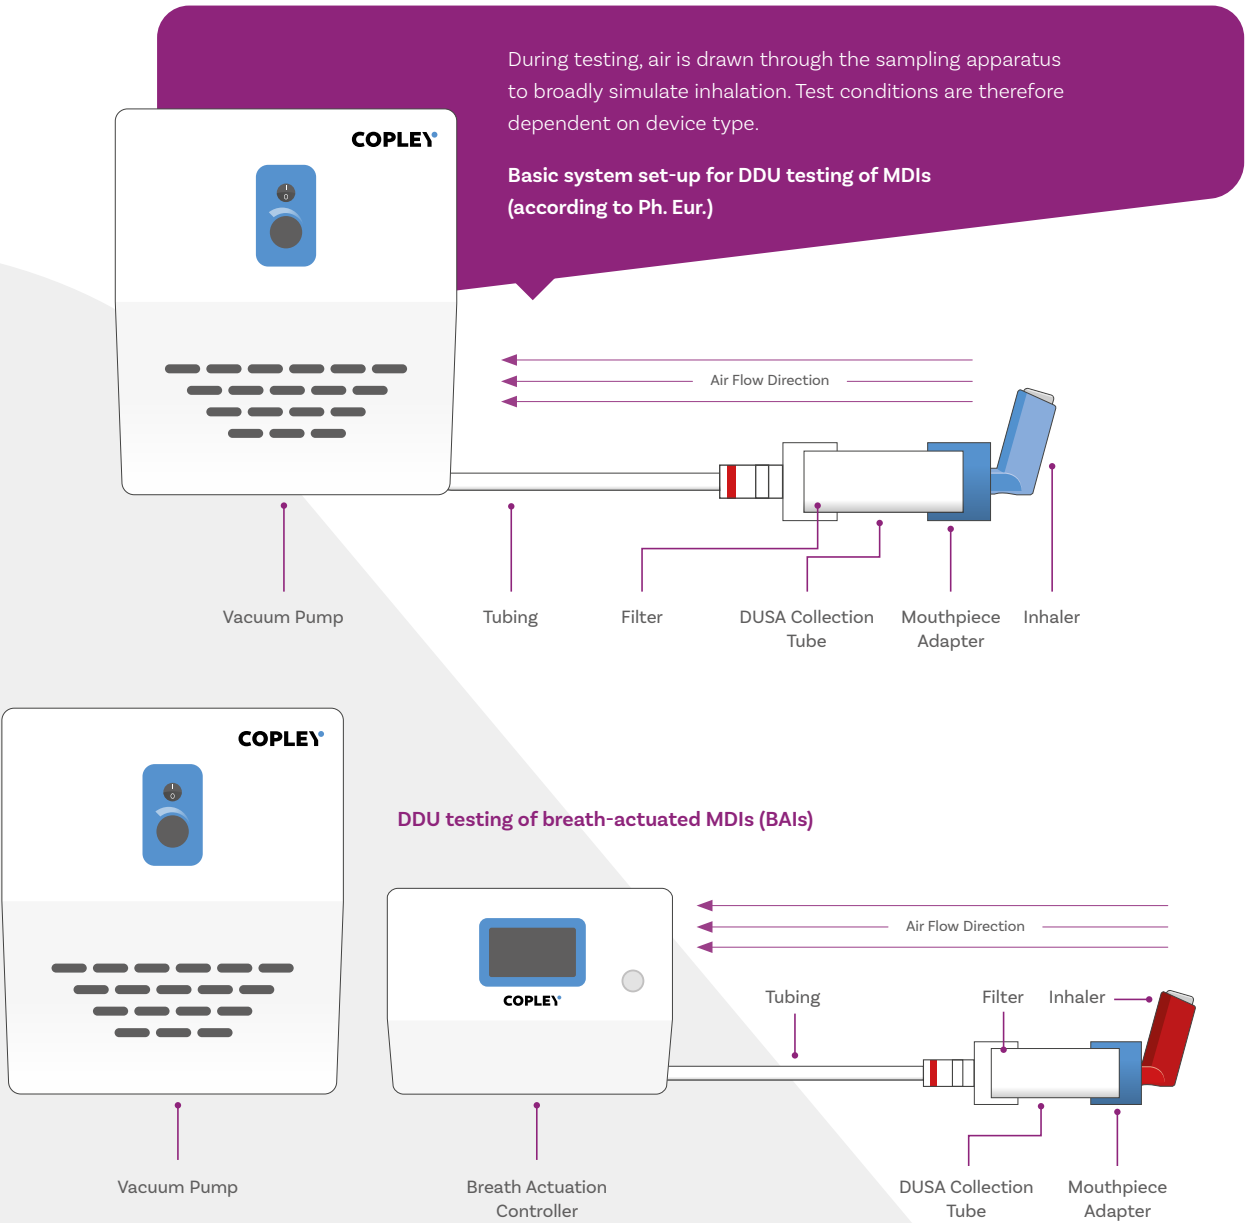 During testing, air is drawn through the sampling apparatus
to broadly simulate inhalation. Test conditions are therefore
dependent on device type.
Basic system set-up for DDU testing of MDIs
(according to Ph. Eur.)
COPLEY
I
0
Air Flow Direction
Vacuum Pump
Tubing
Filter
DUSA Collection
Tube
Mouthpiece
Adapter
Inhaler
COPLEY
I
0
DDU testing of breath-actuated MDIs (BAIs)
COPLEY
Air Flow Direction
Tubing
Filter
Inhaler
Vacuum Pump
Breath Actuation
Controller
DUSA Collection
Tube
Mouthpiece
Adapter